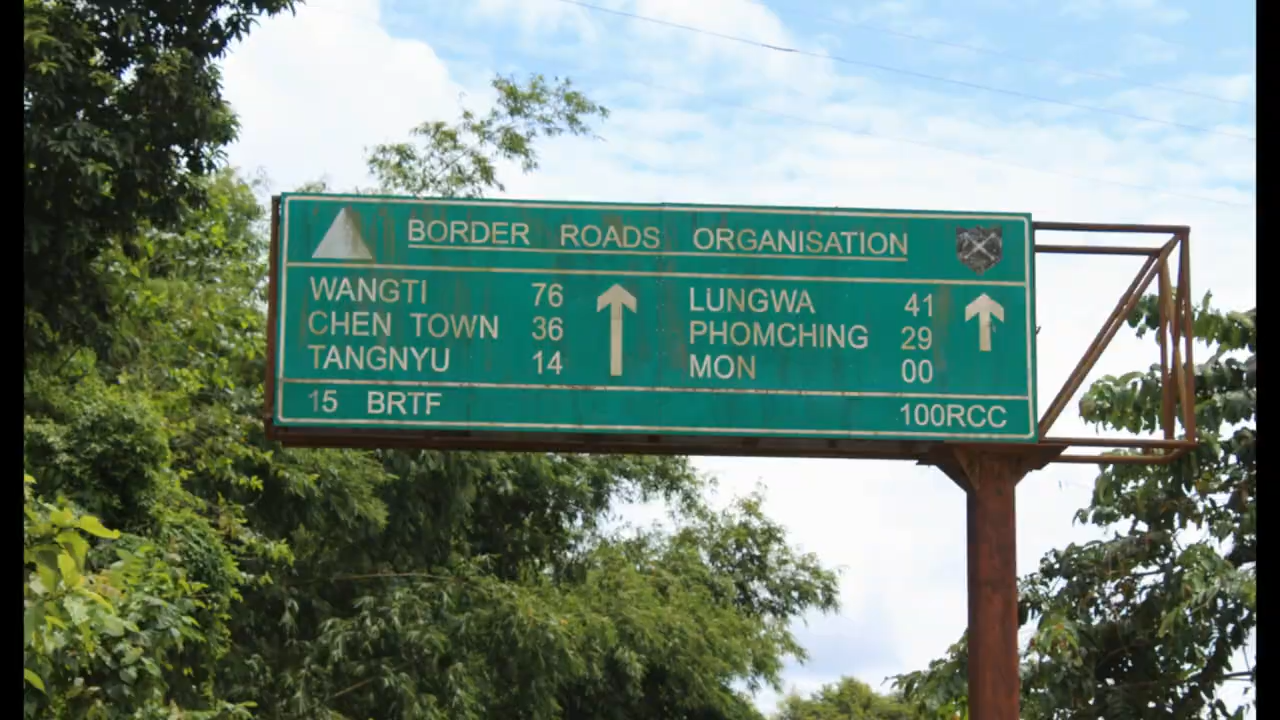 BORDER ROADS ORGANISATION
WANGTI 76
CHEN TOWN 36
TANGNYU 14
LUNGWA 41
PHOMCHING 29
MON 00
15 BRTF
100RCC